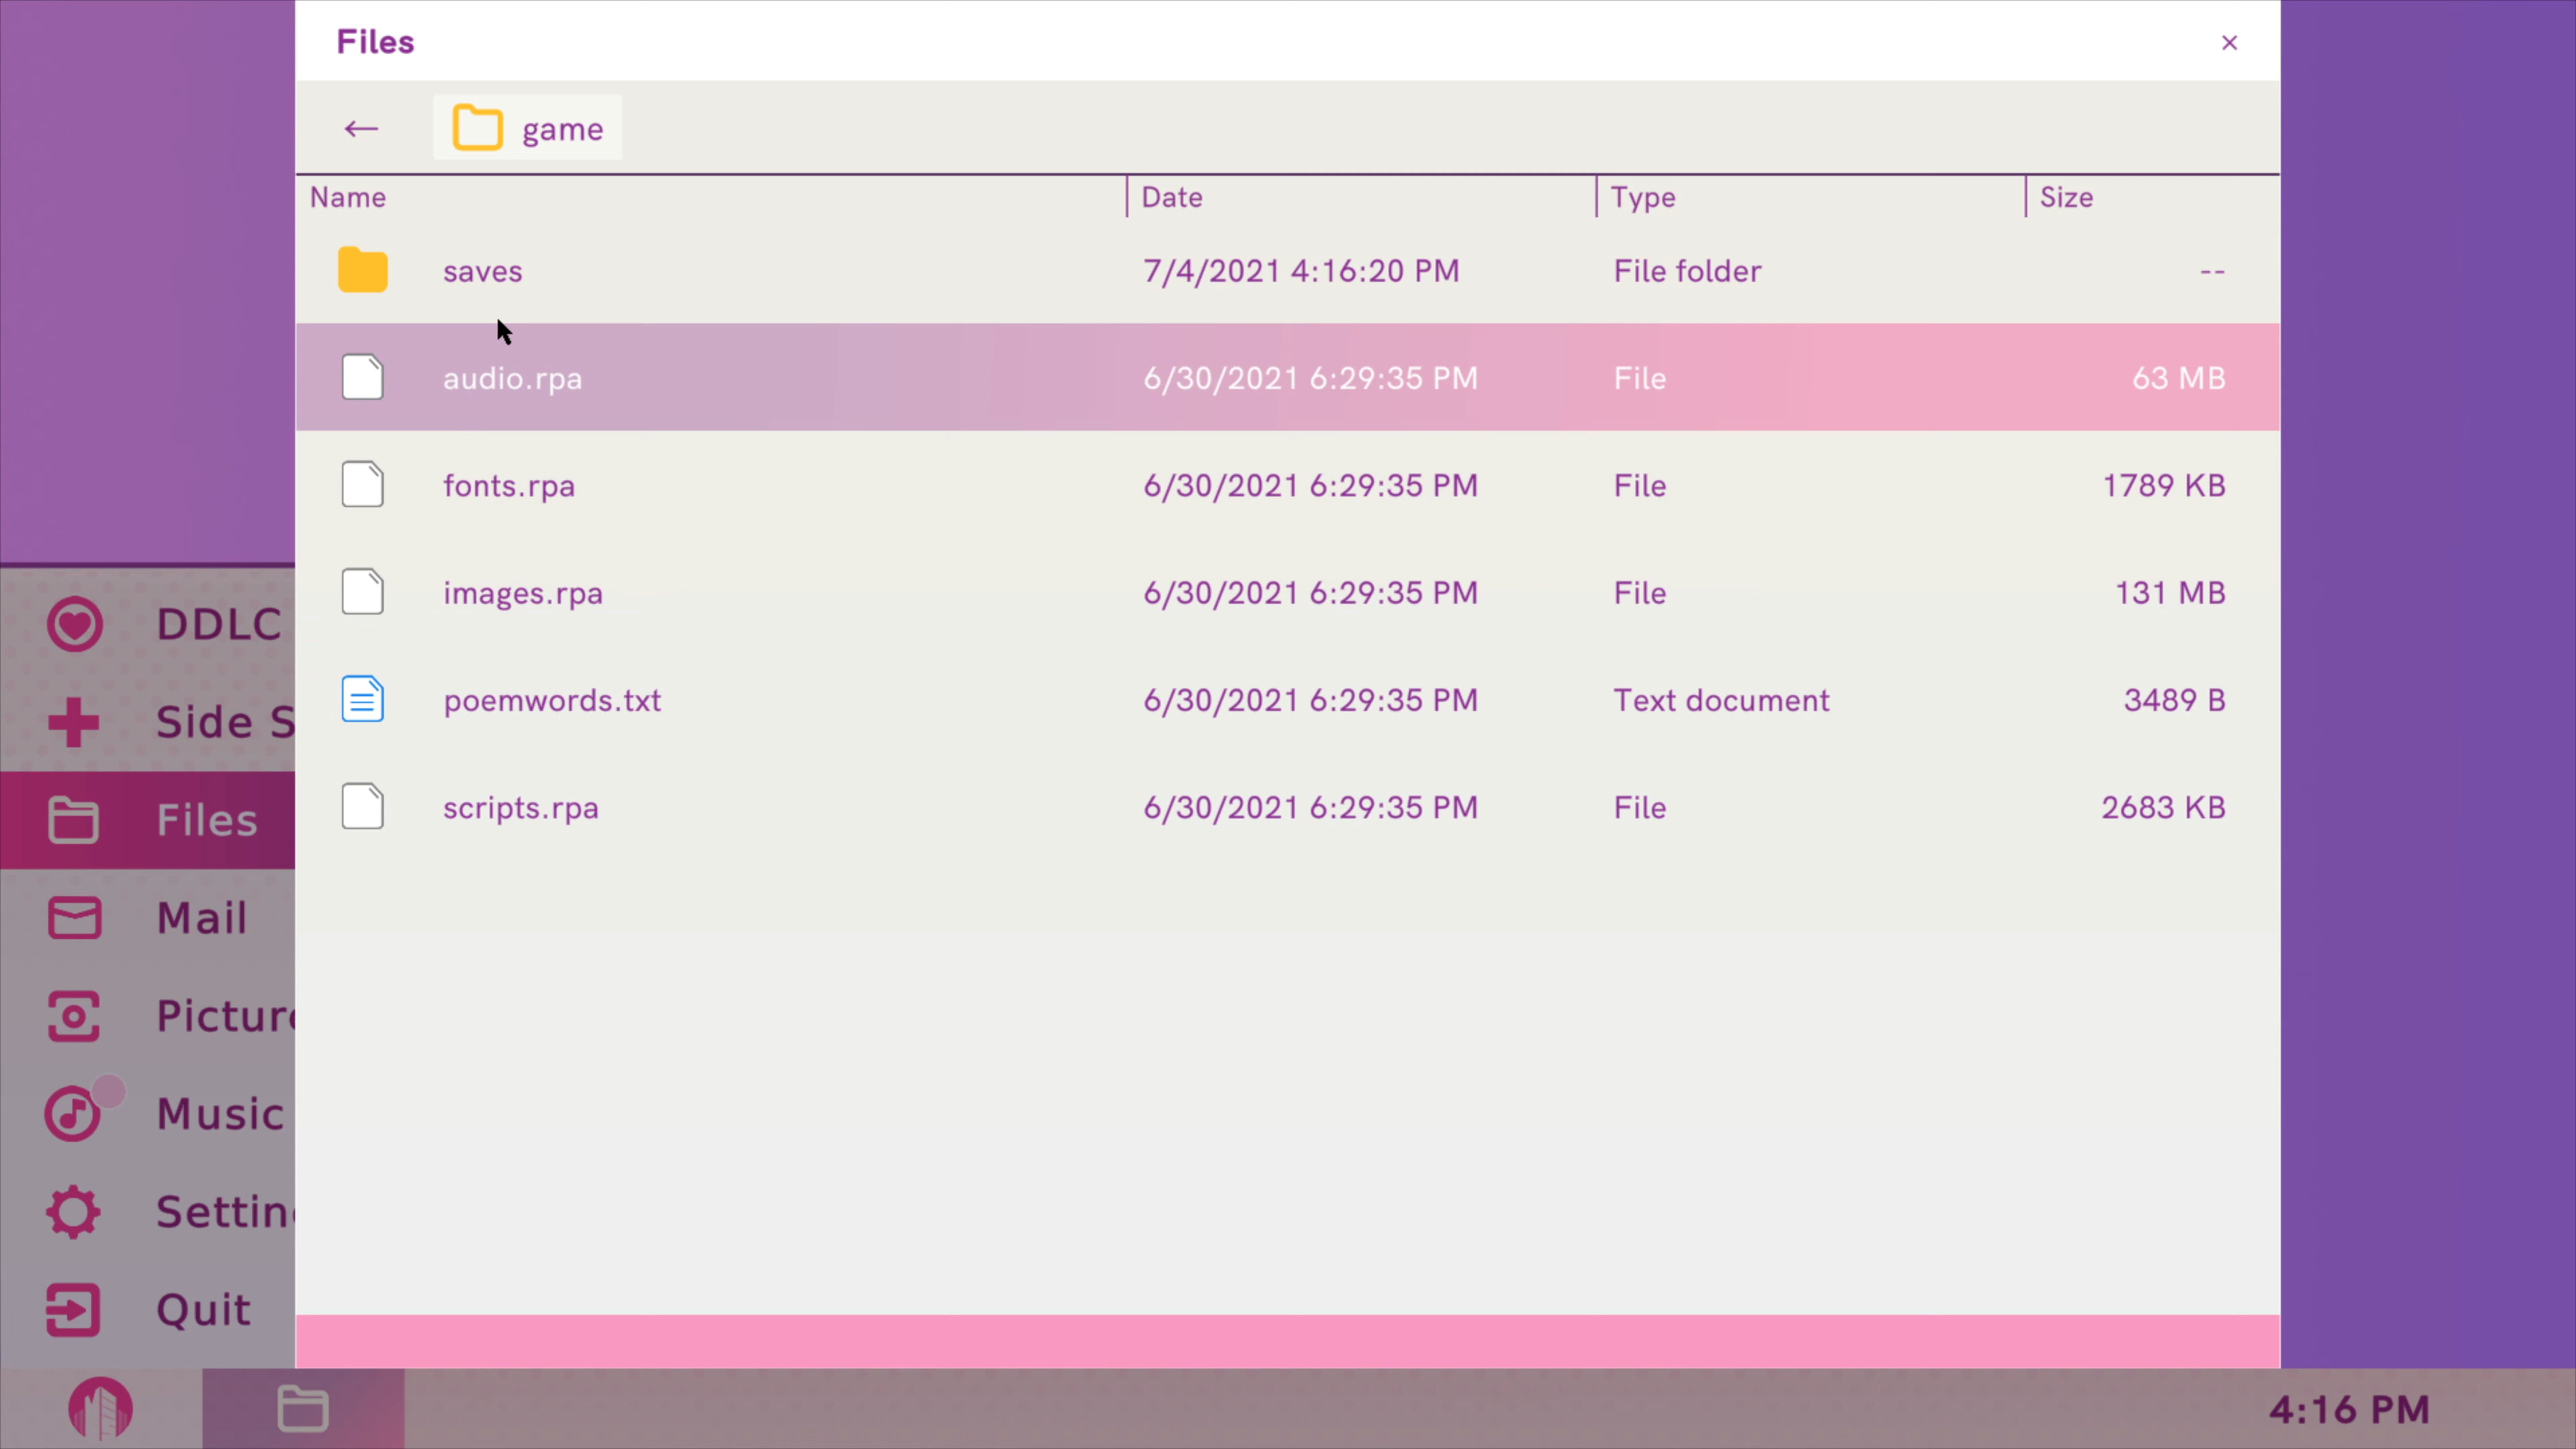 Files ×
← game
Name Date Type Size
saves 7/4/2021 4:16:20 PM File folder --
audio.rpa 6/30/2021 6:29:35 PM File 63 MB
fonts.rpa 6/30/2021 6:29:35 PM File 1789 KB
images.rpa 6/30/2021 6:29:35 PM File 131 MB
poemwords.txt 6/30/2021 6:29:35 PM Text document 3489 B
scripts.rpa 6/30/2021 6:29:35 PM File 2683 KB
DDLC
Side S
Files
Mail
Pictur
Music
Settin
Quit
4:16 PM